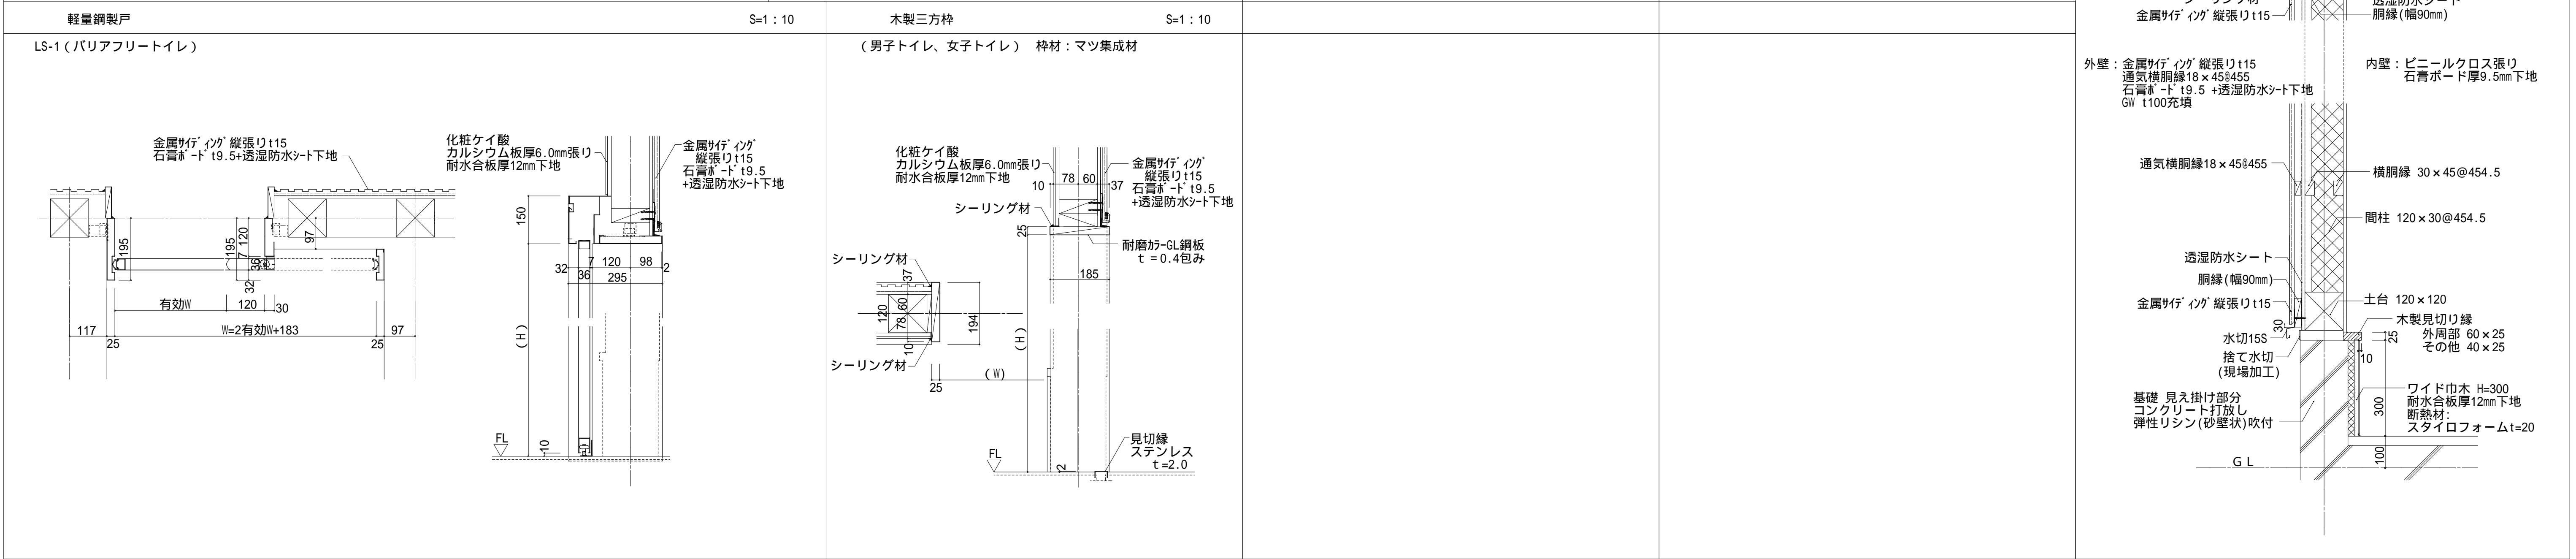 軽量鋼製戸
S=1：10
LS-1（バリアフリートイレ）
金属ｻｲﾃﾞｨﾝｸﾞ縦張りt15
石膏ﾎﾞｰﾄﾞt9.5+透湿防水ｼｰﾄ下地
195
195
120
7
36
32
97
有効W
120
30
117
W=2有効W+183
97
25
25
化粧ケイ酸
カルシウム板厚6.0mm張り
耐水合板厚12mm下地
金属ｻｲﾃﾞｨﾝｸﾞ
縦張りt15
石膏ﾎﾞｰﾄﾞt9.5
+透湿防水ｼｰﾄ下地
150
32
36
7
120
98
2
295
(H)
FL
10
木製三方枠
S=1：10
（男子トイレ、女子トイレ）　枠材：マツ集成材
化粧ケイ酸
カルシウム板厚6.0mm張り
耐水合板厚12mm下地
金属ｻｲﾃﾞｨﾝｸﾞ
縦張りt15
石膏ﾎﾞｰﾄﾞt9.5
+透湿防水ｼｰﾄ下地
10
78
60
37
シーリング材
25
耐磨ｶﾗｰGL鋼板
ｔ＝0.4包み
185
シーリング材
37
120
60
78
10
194
シーリング材
25
(W)
(H)
FL
2
見切縁
ステンレス
ｔ=2.0
金属ｻｲﾃﾞｨﾝｸﾞ縦張りt15
胴縁(幅90mm)
外壁：金属ｻｲﾃﾞｨﾝｸﾞ縦張りt15
通気横胴縁18×45@455
石膏ﾎﾞｰﾄﾞt9.5 +透湿防水ｼｰﾄ下地
GW t100充填
内壁：ビニールクロス張り
石膏ボード厚9.5mm下地
通気横胴縁18×45@455
横胴縁 30×45@454.5
間柱 120×30@454.5
透湿防水シート
胴縁(幅90mm)
金属ｻｲﾃﾞｨﾝｸﾞ縦張りt15
土台 120×120
30
木製見切り縁
外周部 60×25
その他 40×25
25
10
水切15S
捨て水切
(現場加工)
基礎 見え掛け部分
コンクリート打放し
弾性リシン(砂壁状)吹付
ワイド巾木 H=300
耐水合板厚12mm下地
断熱材:
スタイロフォームt=20
300
100
ＧＬ